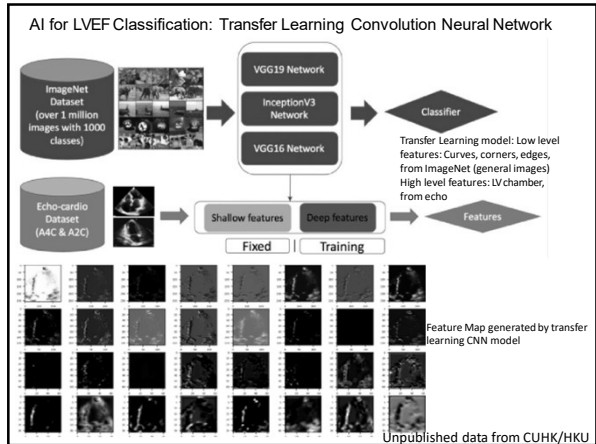 AI for LVEF Classification: Transfer Learning Convolution Neural Network
ImageNet
Dataset
(over 1 million
images with 1000
classes)
VGG19 Network
InceptionV3
Network
VGG16 Network
Classifier
Transfer Learning model: Low level
features: Curves, corners, edges,
from ImageNet (general images)
High level features: LV chamber,
from echo
Echo-cardio
Dataset
(A4C & A2C)
Shallow features
Deep features
Features
Fixed | Training
Feature Map generated by transfer
learning CNN model
Unpublished data from CUHK/HKU